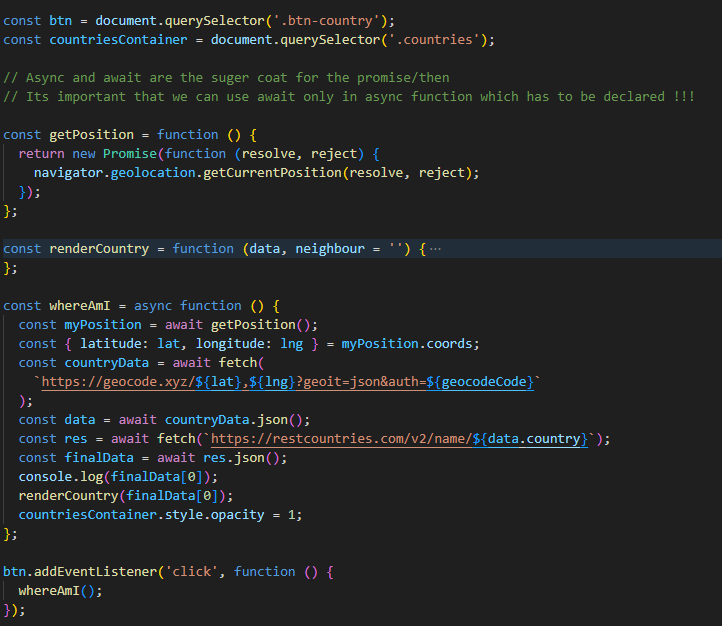 const btn = document.querySelector('.btn-country');
const countriesContainer = document.querySelector('.countries');
// Async and await are the suger coat for the promise/then
// Its important that we can use await only in async function which has to be declared !!!
const getPosition = function () {
return new Promise(function (resolve, reject) {
navigator.geolocation.getCurrentPosition(resolve, reject);
});
};
const renderCountry = function (data, neighbour = '') {⋯
};
const whereAmI = async function () {
const myPosition = await getPosition();
const { latitude: lat, longitude: lng } = myPosition.coords;
const countryData = await fetch(
`https://geocode.xyz/${lat},${lng}?geoit=json&auth=${geocodeCode}`
);
const data = await countryData.json();
const res = await fetch(`https://restcountries.com/v2/name/${data.country}`);
const finalData = await res.json();
console.log(finalData[0]);
renderCountry(finalData[0]);
countriesContainer.style.opacity = 1;
};
btn.addEventListener('click', function () {
whereAmI();
});